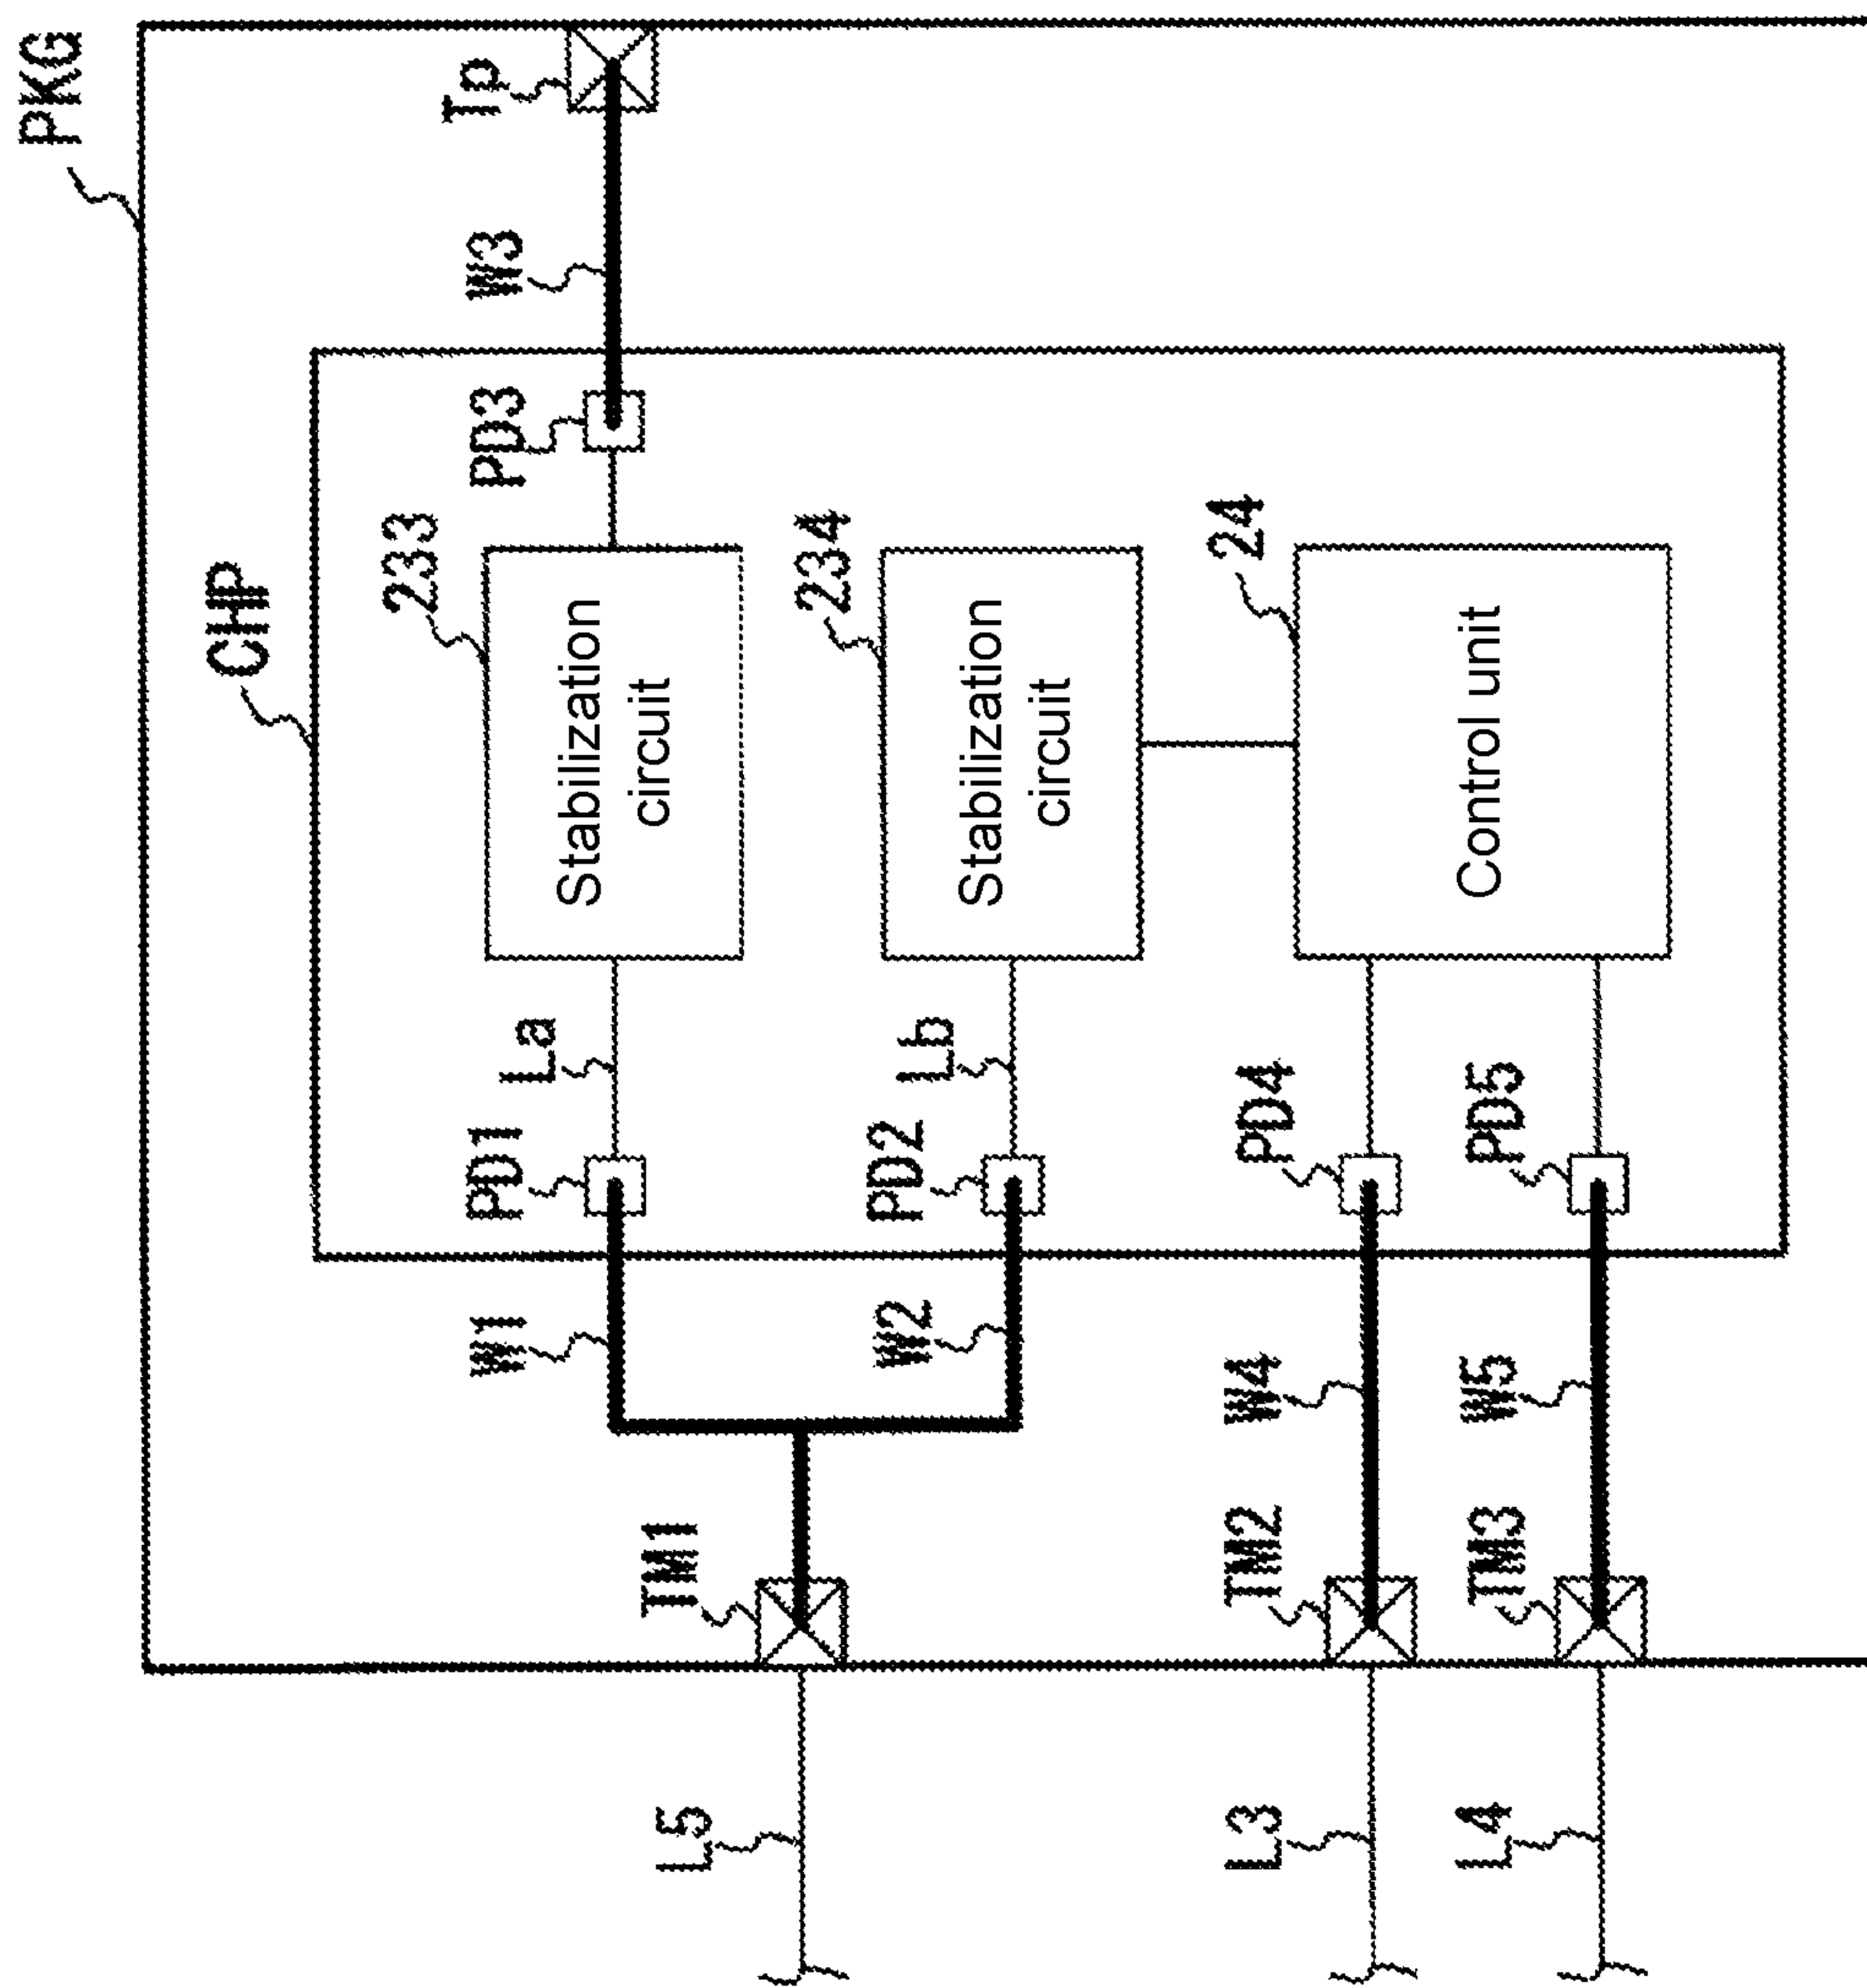 PKG
CHP
233
W1
PD1
La
PD3
W3
Tp
Stabilization
circuit
L5
TM1
234
W2
PD2
Lb
Stabilization
circuit
L3
TM2
W4
PD4
24
L4
TM3
W5
PD5
Control unit